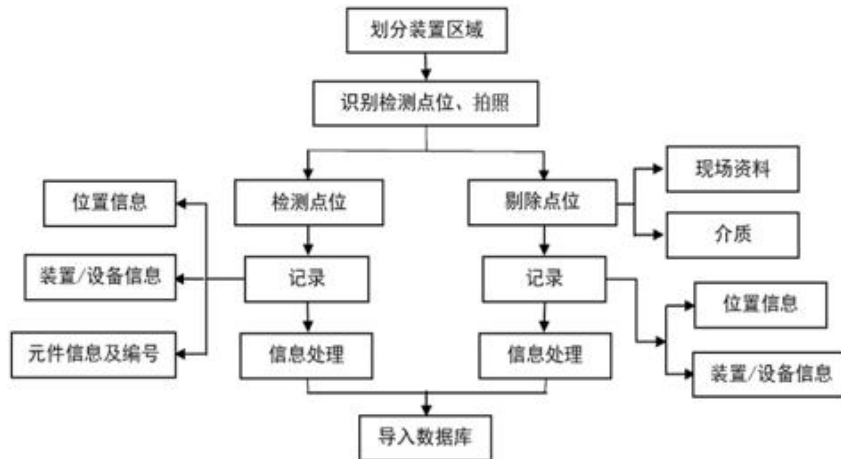 划分装置区域
识别检测点位、拍照
现场资料
位置信息
检测点位
剔除点位
介质
装置/设备信息
记录
记录
位置信息
元件信息及编号
信息处理
信息处理
装置/设备信息
导入数据库